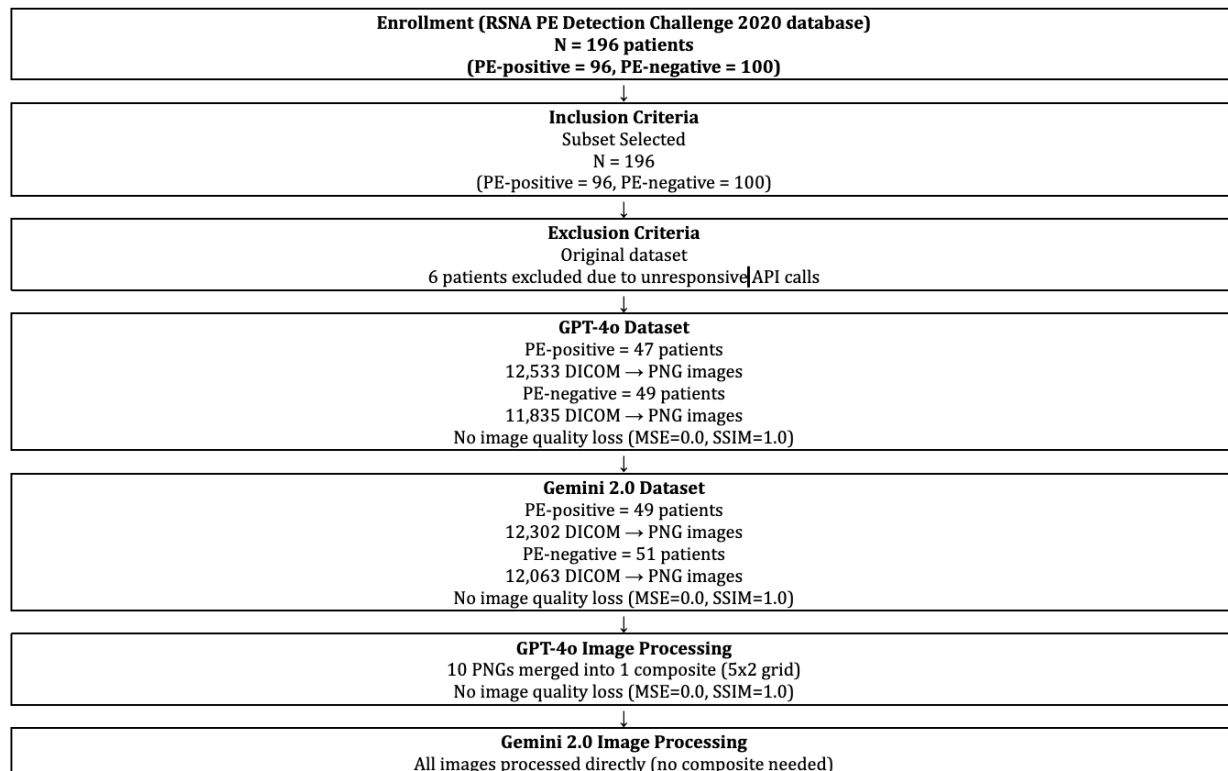 Enrollment (RSNA PE Detection Challenge 2020 database)
N = 196 patients
(PE-positive = 96, PE-negative = 100)
↓
Inclusion Criteria
Subset Selected
N = 196
(PE-positive = 96, PE-negative = 100)
↓
Exclusion Criteria
Original dataset
6 patients excluded due to unresponsive API calls
↓
GPT-4o Dataset
PE-positive = 47 patients
12,533 DICOM → PNG images
PE-negative = 49 patients
11,835 DICOM → PNG images
No image quality loss (MSE=0.0, SSIM=1.0)
↓
Gemini 2.0 Dataset
PE-positive = 49 patients
12,302 DICOM → PNG images
PE-negative = 51 patients
12,063 DICOM → PNG images
No image quality loss (MSE=0.0, SSIM=1.0)
↓
GPT-4o Image Processing
10 PNGs merged into 1 composite (5x2 grid)
No image quality loss (MSE=0.0, SSIM=1.0)
↓
Gemini 2.0 Image Processing
All images processed directly (no composite needed)